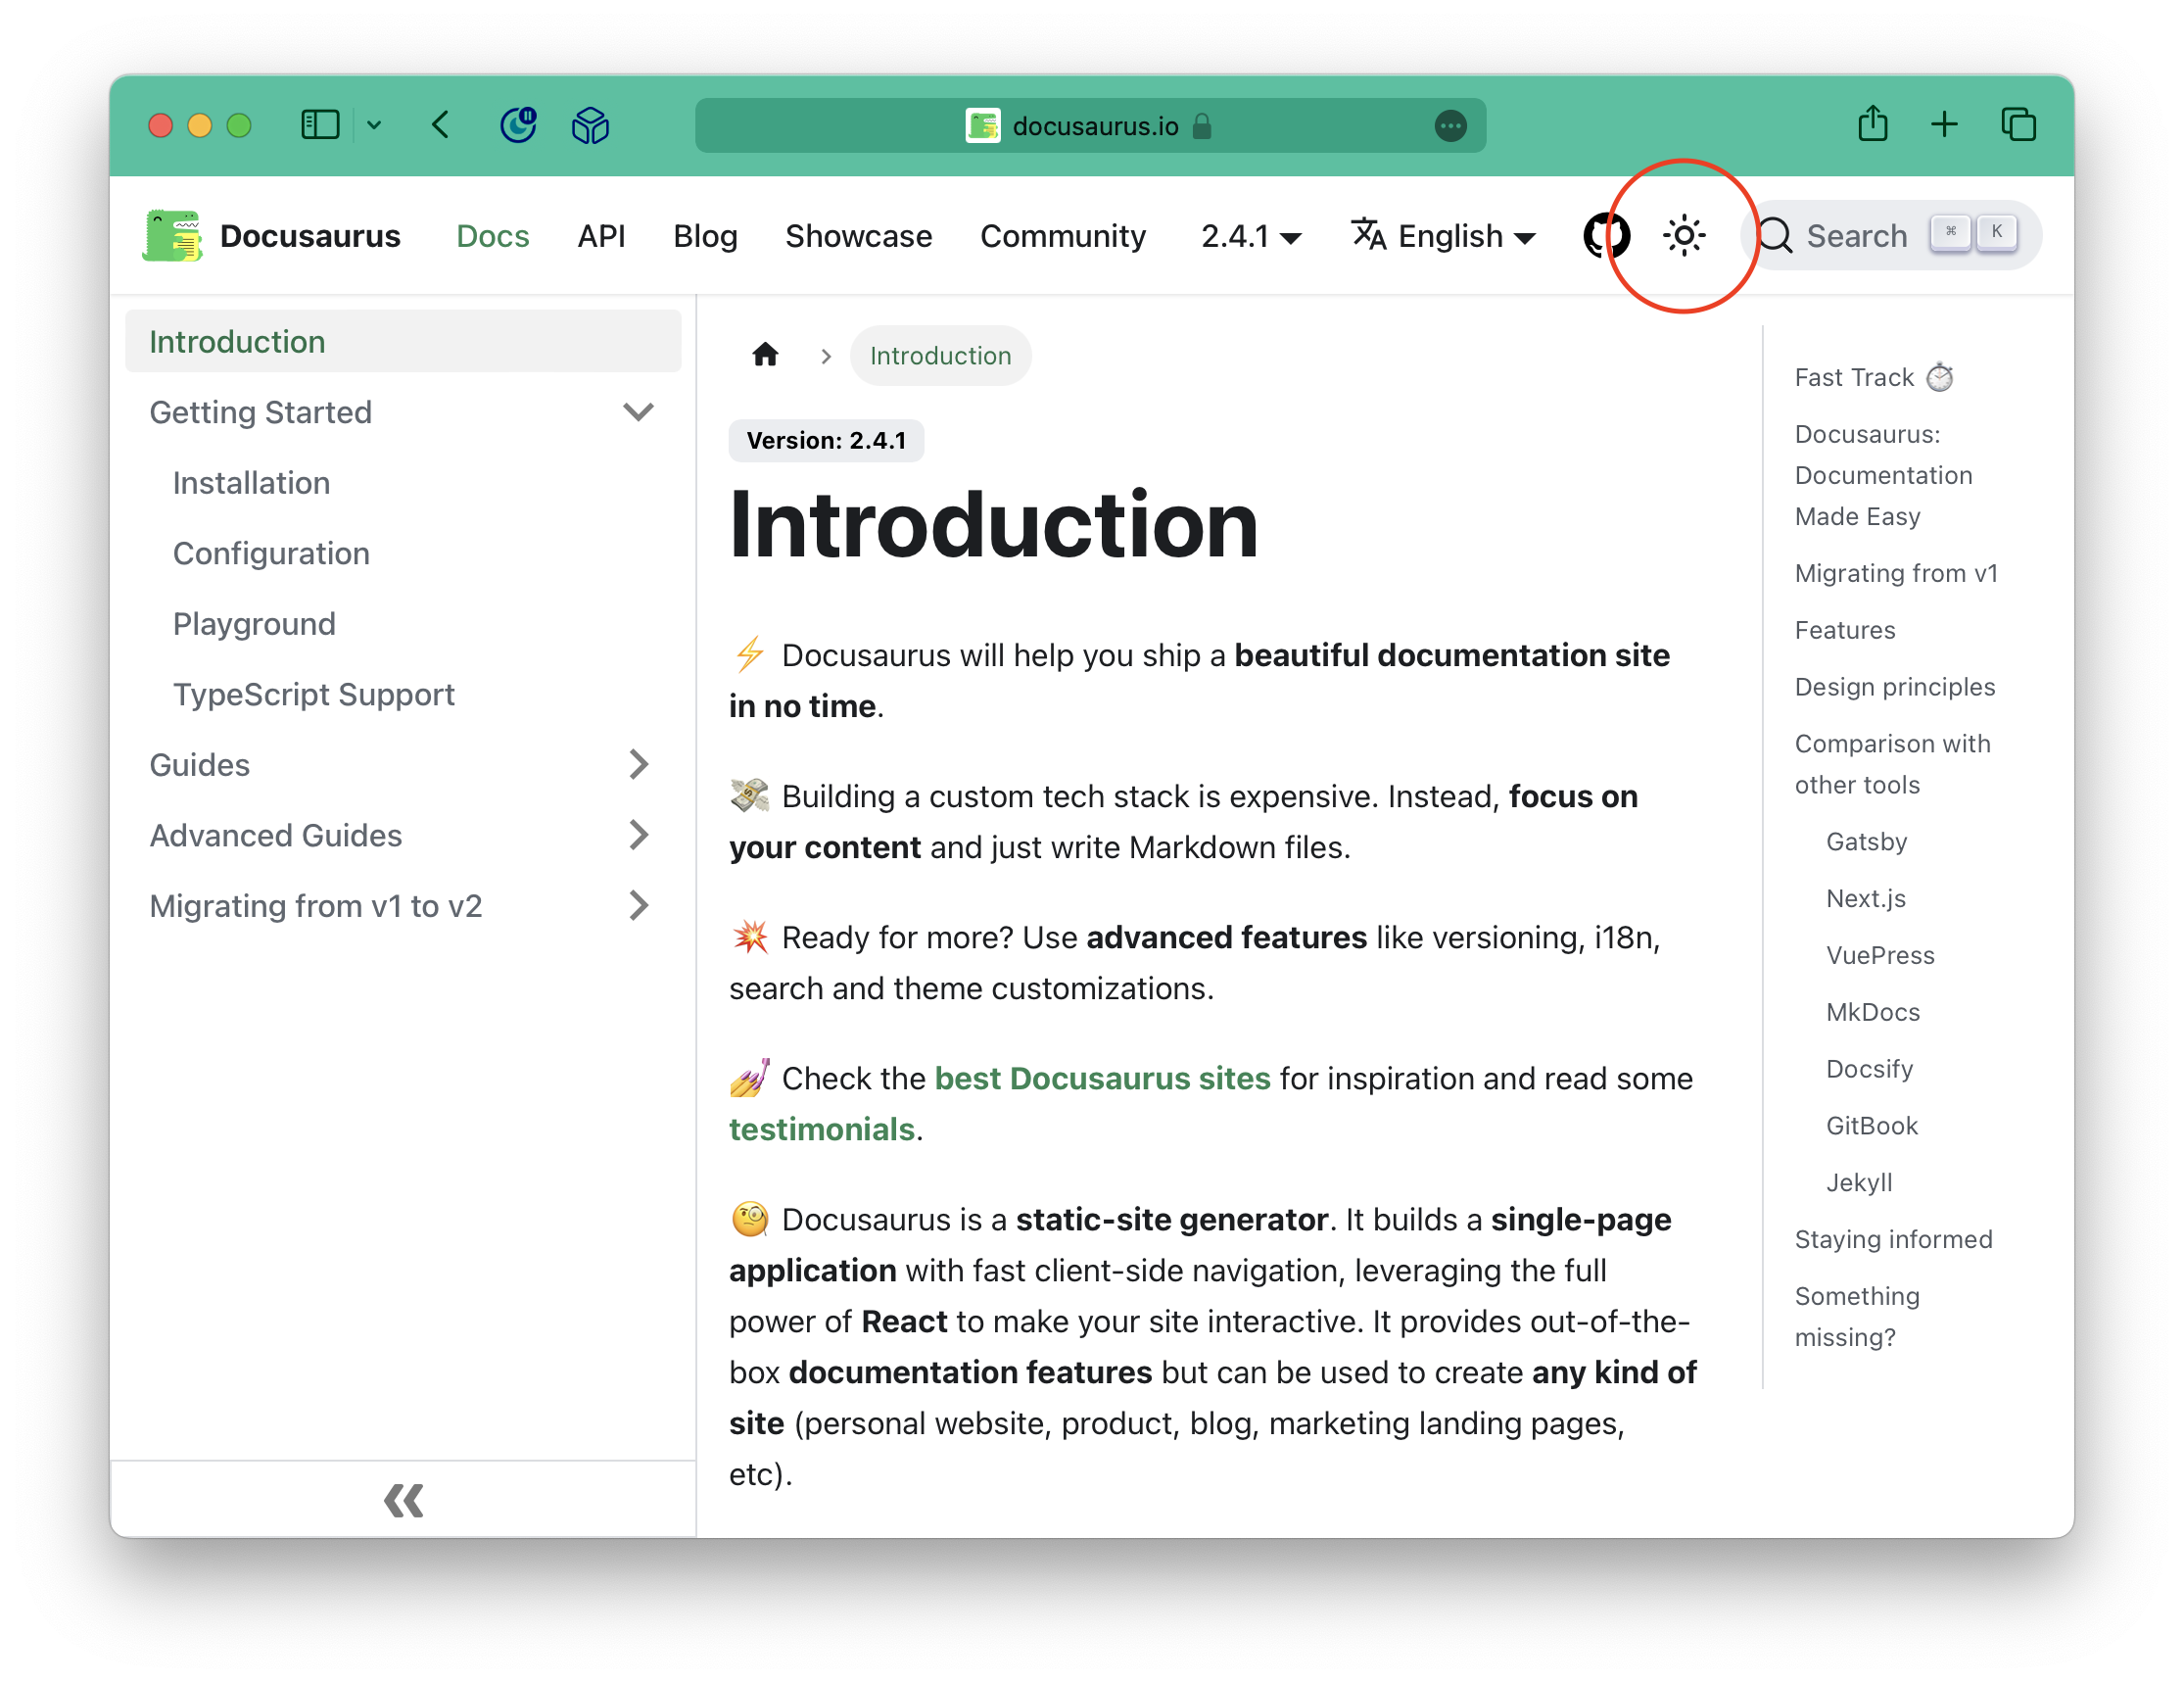 docusaurus.io
Docusaurus Docs API Blog Showcase Community 2.4.1 English Search ⌘ K
Introduction
Getting Started
Installation
Configuration
Playground
TypeScript Support
Guides
Advanced Guides
Migrating from v1 to v2
Introduction
Version: 2.4.1
Introduction
⚡ Docusaurus will help you ship a beautiful documentation site
in no time.
💸 Building a custom tech stack is expensive. Instead, focus on
your content and just write Markdown files.
💥 Ready for more? Use advanced features like versioning, i18n,
search and theme customizations.
💅 Check the best Docusaurus sites for inspiration and read some
testimonials.
🧐 Docusaurus is a static-site generator. It builds a single-page
application with fast client-side navigation, leveraging the full
power of React to make your site interactive. It provides out-of-the-
box documentation features but can be used to create any kind of
site (personal website, product, blog, marketing landing pages,
etc).
Fast Track ⏱️
Docusaurus:
Documentation
Made Easy
Migrating from v1
Features
Design principles
Comparison with
other tools
Gatsby
Next.js
VuePress
MkDocs
Docsify
GitBook
Jekyll
Staying informed
Something
missing?